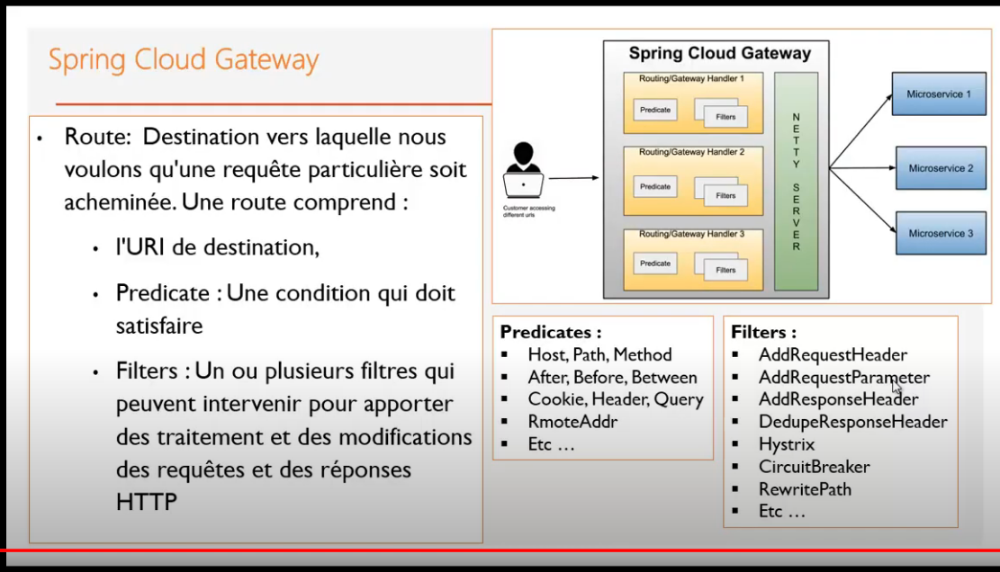 Spring Cloud Gateway
• Route: Destination vers laquelle nous
voulons qu'une requête particulière soit
acheminée. Une route comprend :
• l'URI de destination,
• Predicate : Une condition qui doit
satisfaire
• Filters : Un ou plusieurs filtres qui
peuvent intervenir pour apporter
des traitement et des modifications
des requêtes et des réponses
HTTP
Spring Cloud Gateway
Routing/Gateway Handler 1
Predicate
Filters
Routing/Gateway Handler 2
Predicate
Filters
Routing/Gateway Handler 3
Predicate
Filters
NETTY SERVER
Customer accessing
different urls
Microservice 1
Microservice 2
Microservice 3
Predicates :
▪ Host, Path, Method
▪ After, Before, Between
▪ Cookie, Header, Query
▪ RmoteAddr
▪ Etc …
Filters :
▪ AddRequestHeader
▪ AddRequestParameter
▪ AddResponseHeader
▪ DedupeResponseHeader
▪ Hystrix
▪ CircuitBreaker
▪ RewritePath
▪ Etc …